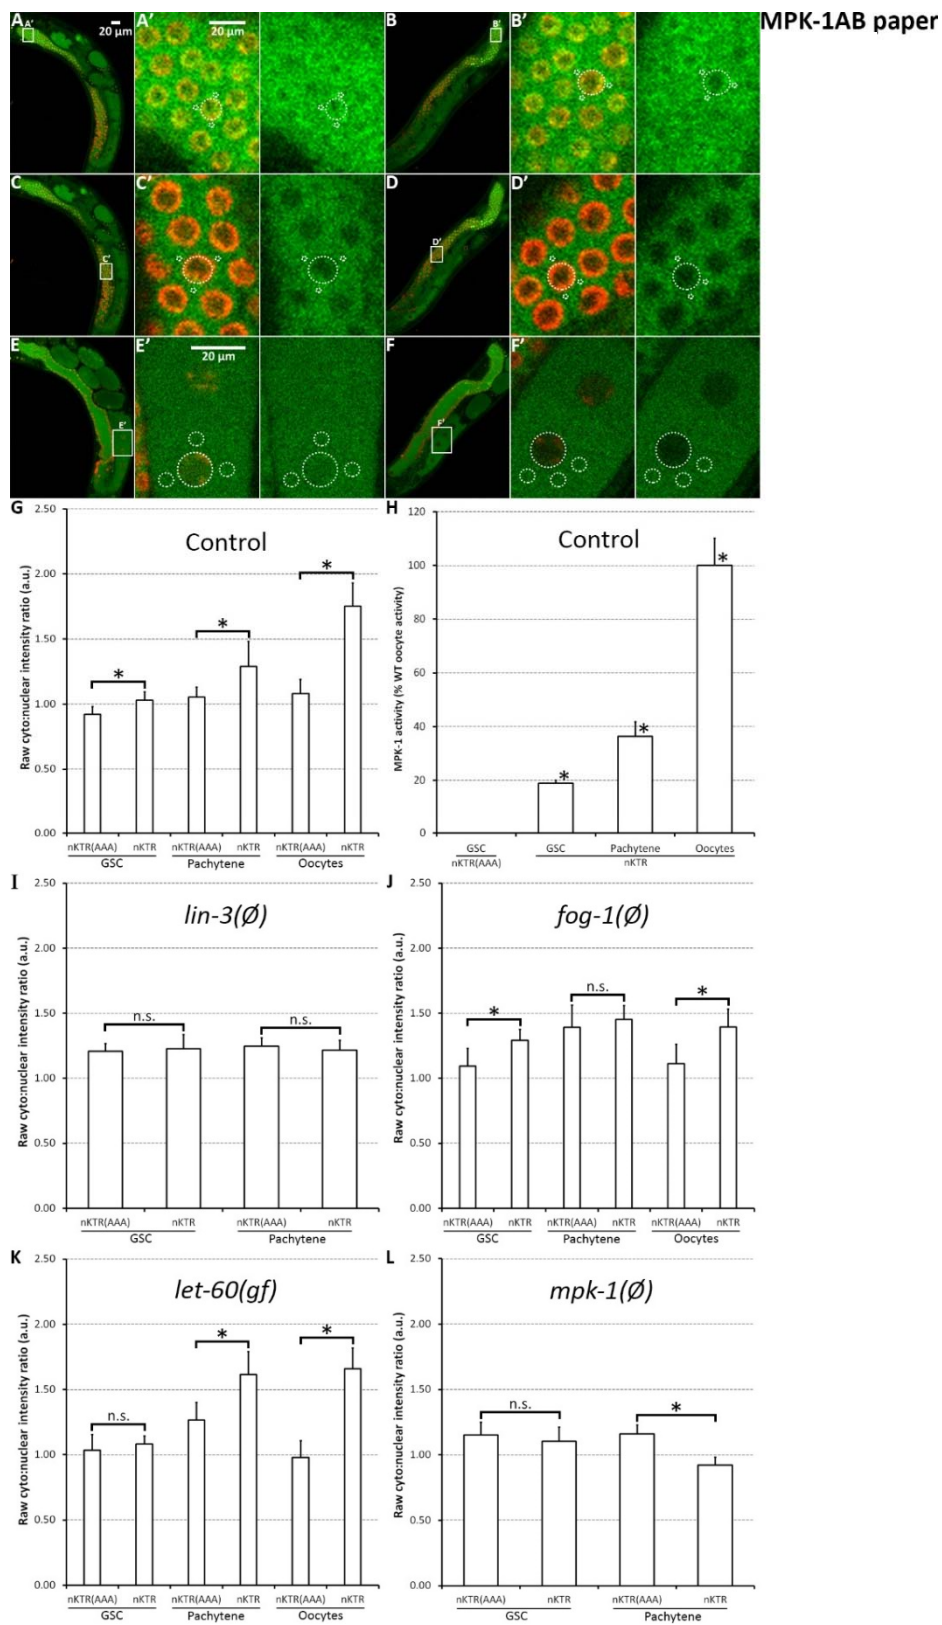 MPK-1AB paper
A A′ 20 µm A′ 20 µm B B′ B′
C C′ C′ D D′ D′
E E′ E′ 20 µm F F′ F′
G
Control
Raw cyto:nuclear intensity ratio (a.u.)
2.50
2.00
1.50
1.00
0.50
0.00
* * *
nKTR(AAA) nKTR nKTR(AAA) nKTR nKTR(AAA) nKTR
GSC Pachytene Oocytes
H
Control
MPK-1 activity (% WT oocyte activity)
120
100
80
60
40
20
0
* * *
GSC GSC Pachytene Oocytes
nKTR(AAA) nKTR
I
lin-3(Ø)
Raw cyto:nuclear intensity ratio (a.u.)
2.50
2.00
1.50
1.00
0.50
0.00
n.s. n.s.
nKTR(AAA) nKTR nKTR(AAA) nKTR
GSC Pachytene
J
fog-1(Ø)
Raw cyto:nuclear intensity ratio (a.u.)
2.50
2.00
1.50
1.00
0.50
0.00
* n.s. *
nKTR(AAA) nKTR nKTR(AAA) nKTR nKTR(AAA) nKTR
GSC Pachytene Oocytes
K
let-60(gf)
Raw cyto:nuclear intensity ratio (a.u.)
2.50
2.00
1.50
1.00
0.50
0.00
n.s. * *
nKTR(AAA) nKTR nKTR(AAA) nKTR nKTR(AAA) nKTR
GSC Pachytene Oocytes
L
mpk-1(Ø)
Raw cyto:nuclear intensity ratio (a.u.)
2.50
2.00
1.50
1.00
0.50
0.00
n.s. *
nKTR(AAA) nKTR nKTR(AAA) nKTR
GSC Pachytene